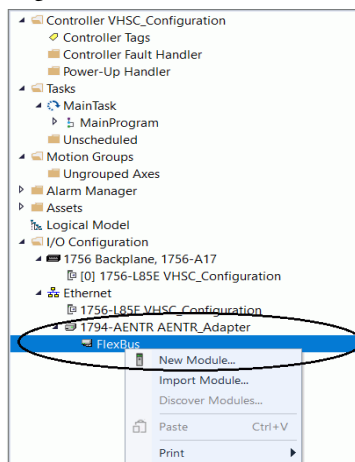 Controller VHSC_Configuration
Controller Tags
Controller Fault Handler
Power-Up Handler
Tasks
MainTask
MainProgram
Unscheduled
Motion Groups
Ungrouped Axes
Alarm Manager
Assets
Logical Model
I/O Configuration
1756 Backplane, 1756-A17
[0] 1756-L85E VHSC_Configuration
Ethernet
1756-L85E VHSC_Configuration
1794-AENTR AENTR_Adapter
FlexBus
New Module...
Import Module...
Discover Modules...
Paste Ctrl+V
Print